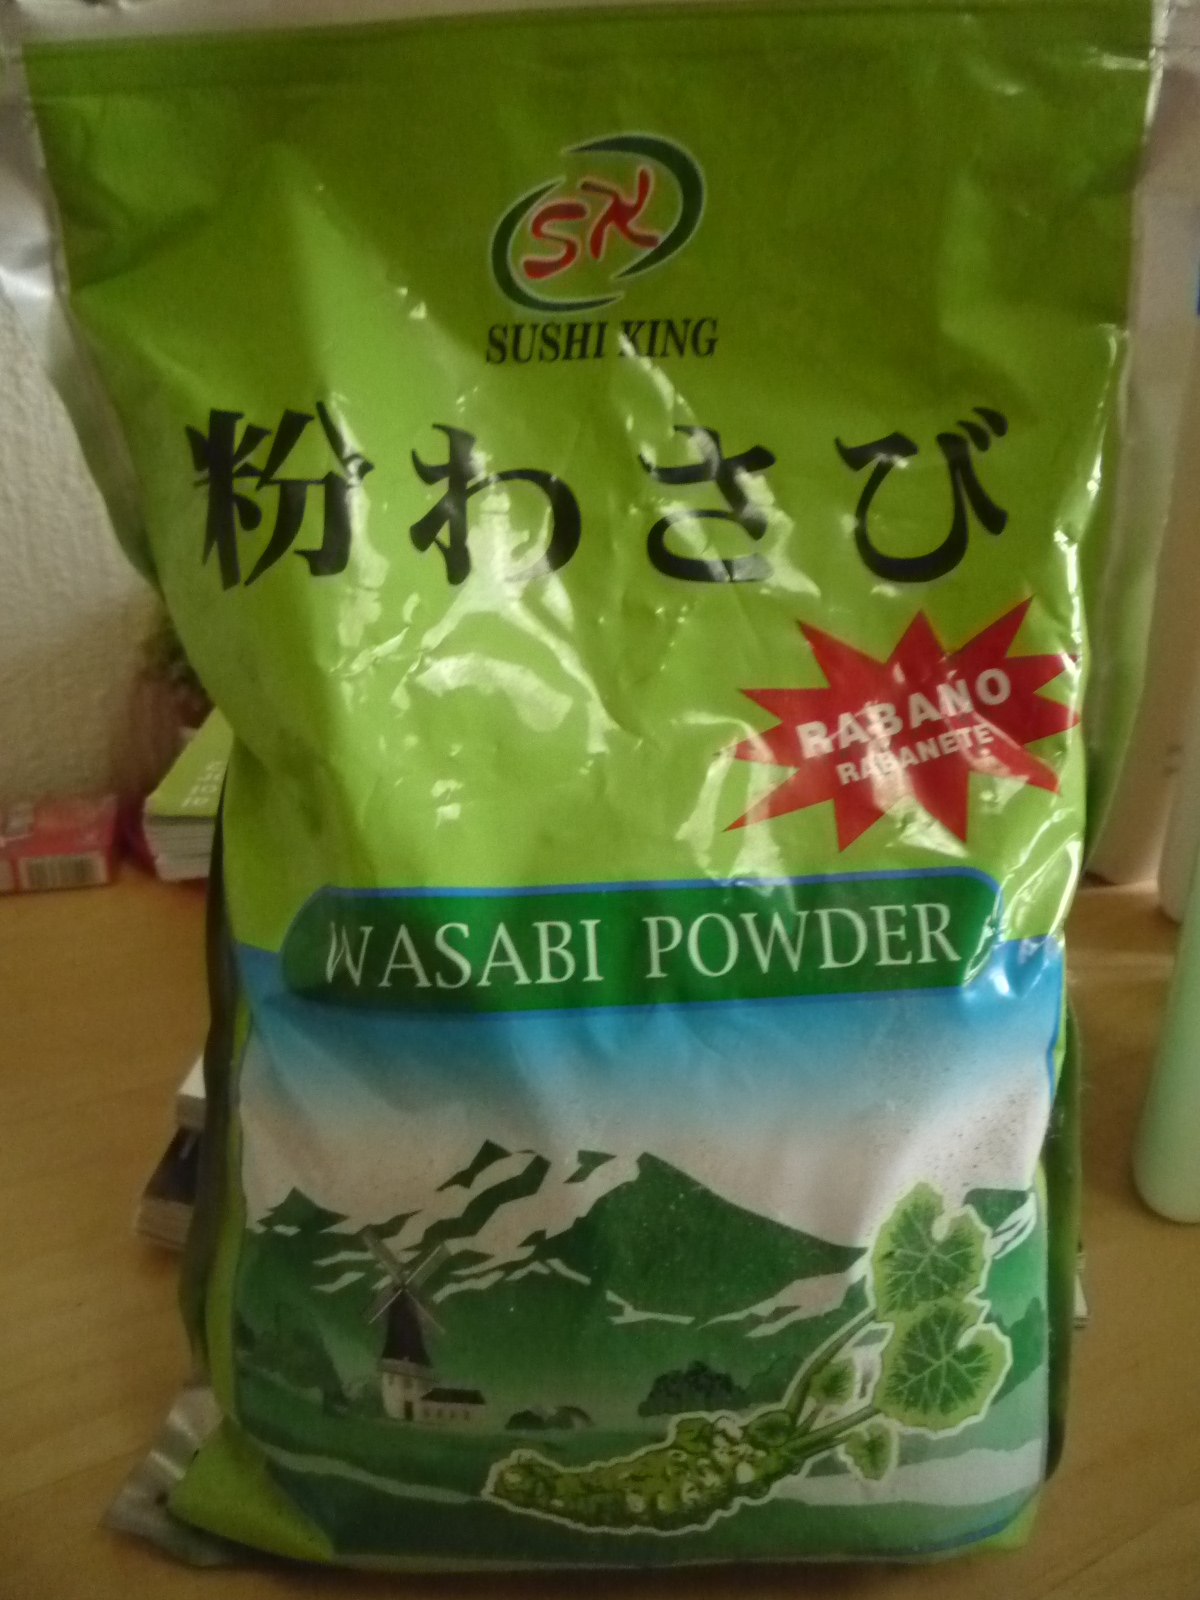 SK
SUSHI KING
粉わさび
RABANO
RABANETE
WASABI POWDER